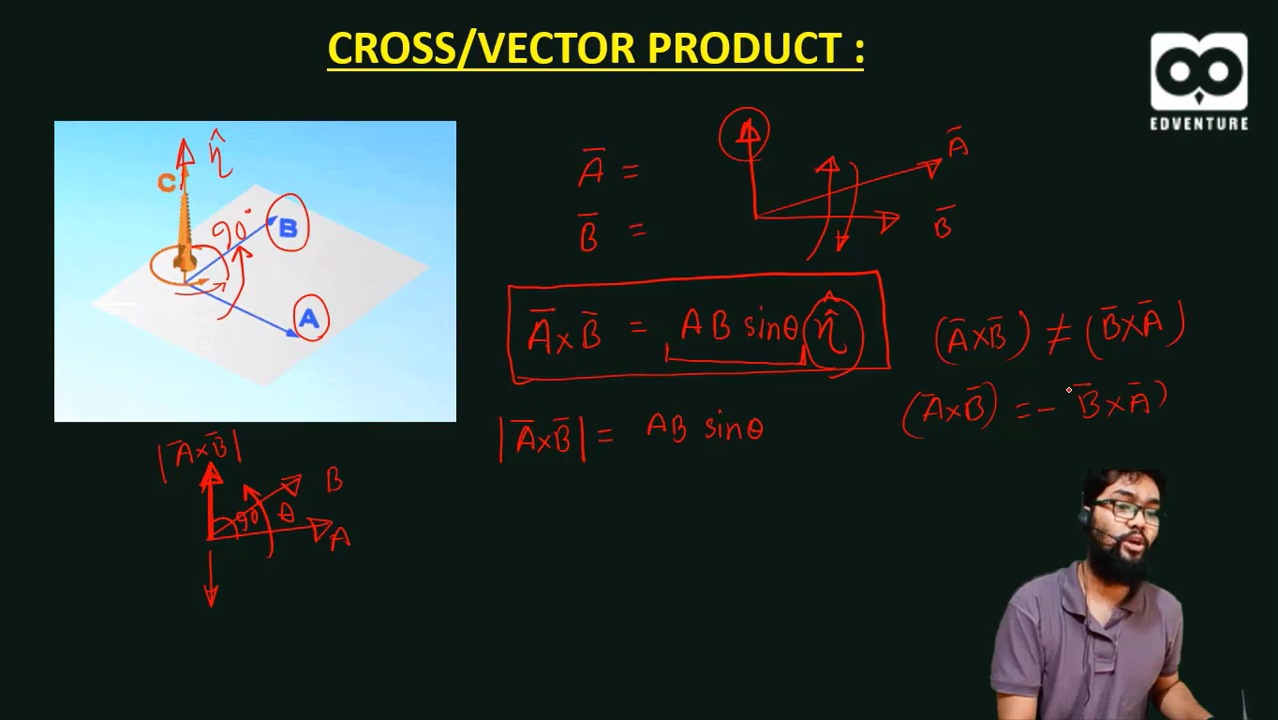 CROSS/VECTOR PRODUCT :
EDVENTURE
η̂
C
90°
B
A
A̅ =
B̅ =
A̅
B̅
A̅×B̅ = AB sinθ η̂
(A̅×B̅) ≠ (B̅×A̅)
(A̅×B̅) = - B̅×A̅)
|A̅×B̅| = AB sinθ
|A̅×B̅|
B
90° θ
A